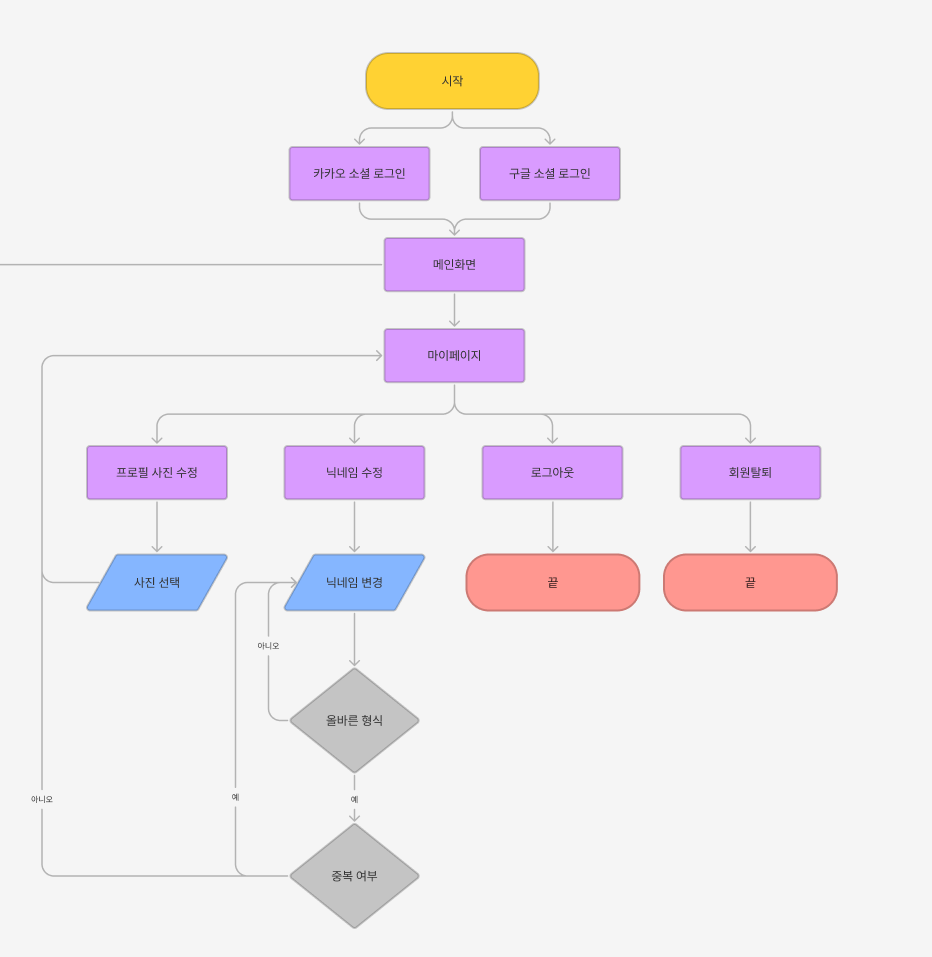 시작
카카오 소셜 로그인
구글 소셜 로그인
메인화면
마이페이지
프로필 사진 수정
닉네임 수정
로그아웃
회원탈퇴
사진 선택
닉네임 변경
끝
끝
아니오
올바른 형식
아니오
예
예
중복 여부